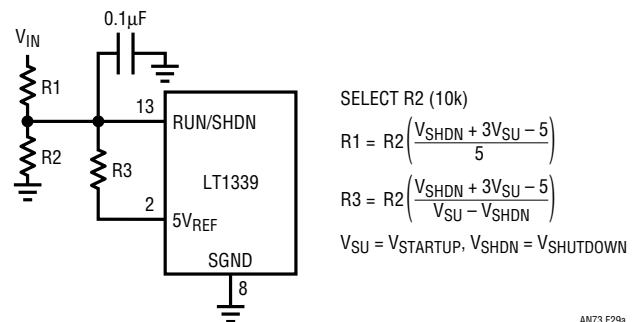 0.1µF
VIN
R1
13
RUN/SHDN
R2
R3
LT1339
2
5VREF
SGND
8
SELECT R2 (10k)
R1 = R2(VSHDN + 3VSU – 5 / 5)
R3 = R2(VSHDN + 3VSU – 5 / VSU – VSHDN)
VSU = VSTARTUP, VSHDN = VSHUTDOWN
AN73 F29a